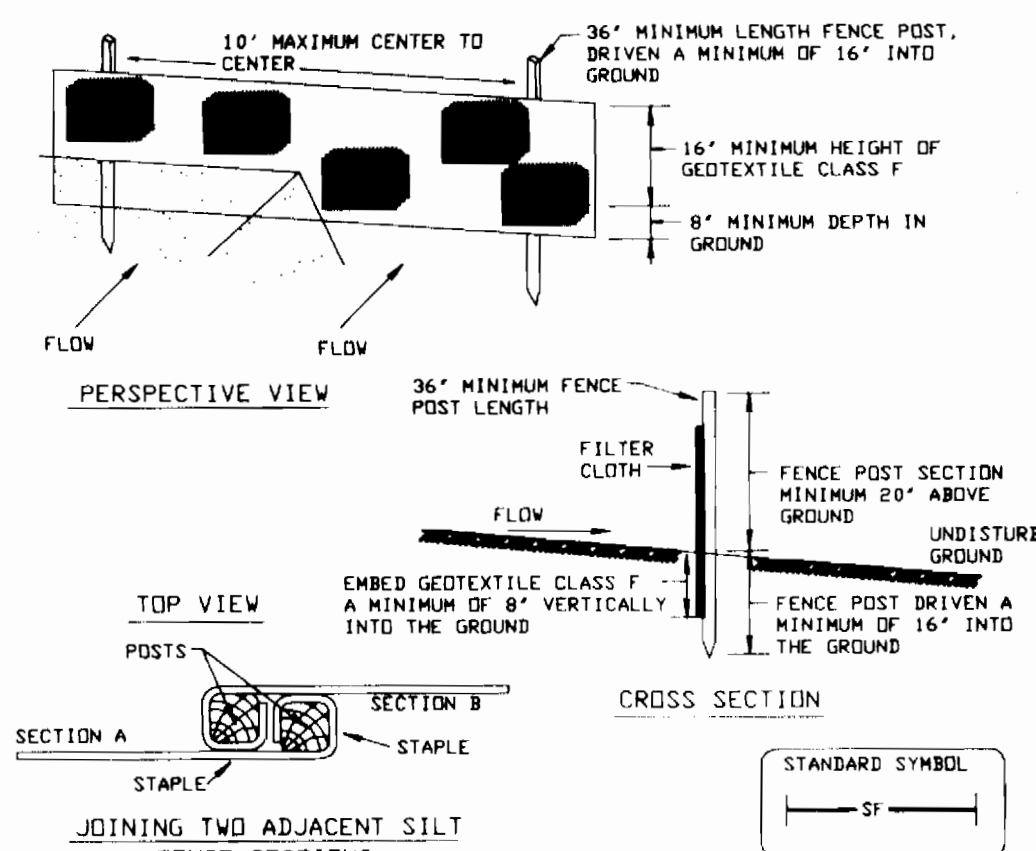 10' MAXIMUM CENTER TO
CENTER
36" MINIMUM LENGTH FENCE POST,
DRIVEN A MINIMUM OF 16" INTO
GROUND
16" MINIMUM HEIGHT OF
GEOTEXTILE CLASS F
8" MINIMUM DEPTH IN
GROUND
FLOW
FLOW
PERSPECTIVE VIEW
36" MINIMUM FENCE
POST LENGTH
FILTER
CLOTH
FENCE POST SECTION
MINIMUM 20" ABOVE
GROUND
FLOW
UNDISTURB
GROUND
EMBED GEOTEXTILE CLASS F
A MINIMUM OF 8" VERTICALLY
INTO THE GROUND
FENCE POST DRIVEN A
MINIMUM OF 16" INTO
THE GROUND
CROSS SECTION
TOP VIEW
POSTS
SECTION B
SECTION A
STAPLE
STAPLE
JOINING TWO ADJACENT SILT
STANDARD SYMBOL
SF